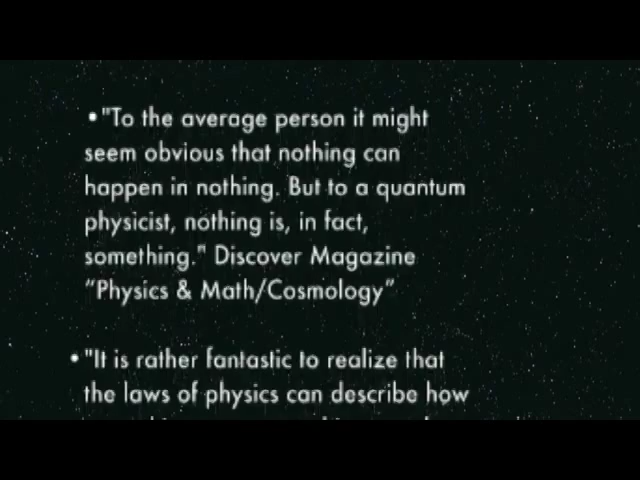 •"To the average person it might
seem obvious that nothing can
happen in nothing. But to a quantum
physicist, nothing is, in fact,
something." Discover Magazine
“Physics & Math/Cosmology”
•"It is rather fantastic to realize that
the laws of physics can describe how